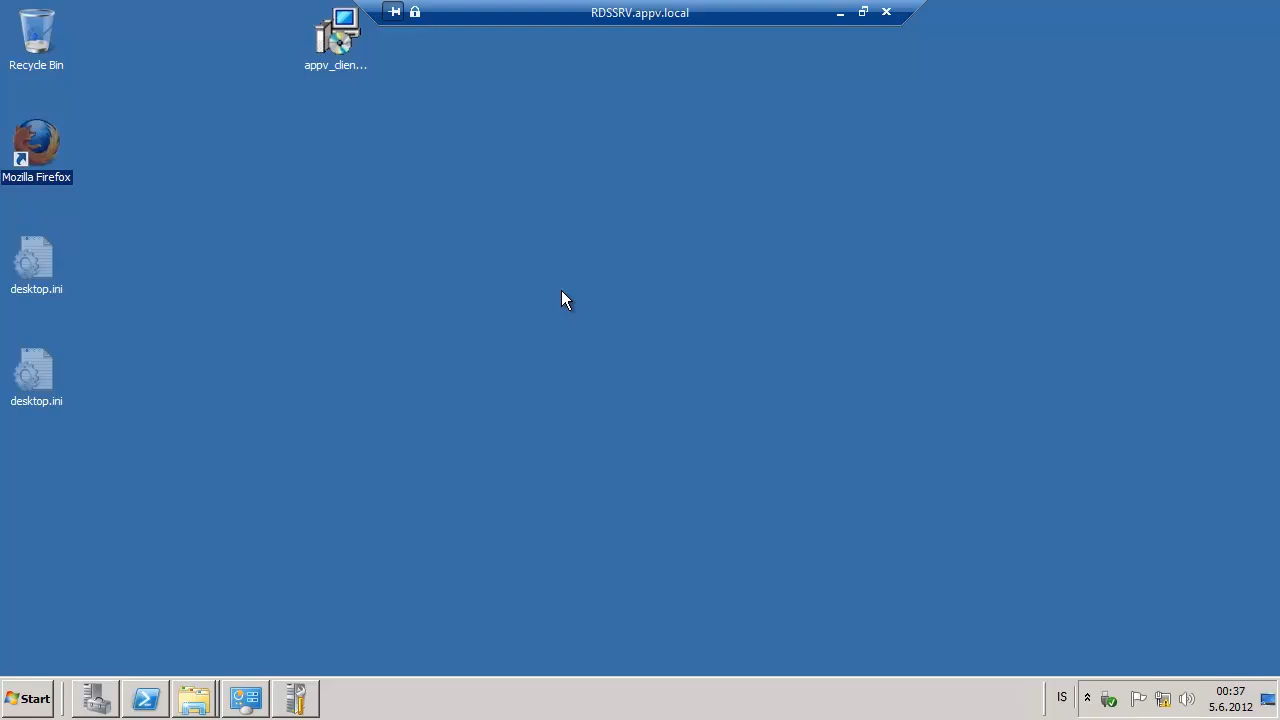 RDSSRV.appv.local
Recycle Bin
appv_clien...
Mozilla Firefox
desktop.ini
desktop.ini
Start
IS
00:37
5.6.2012